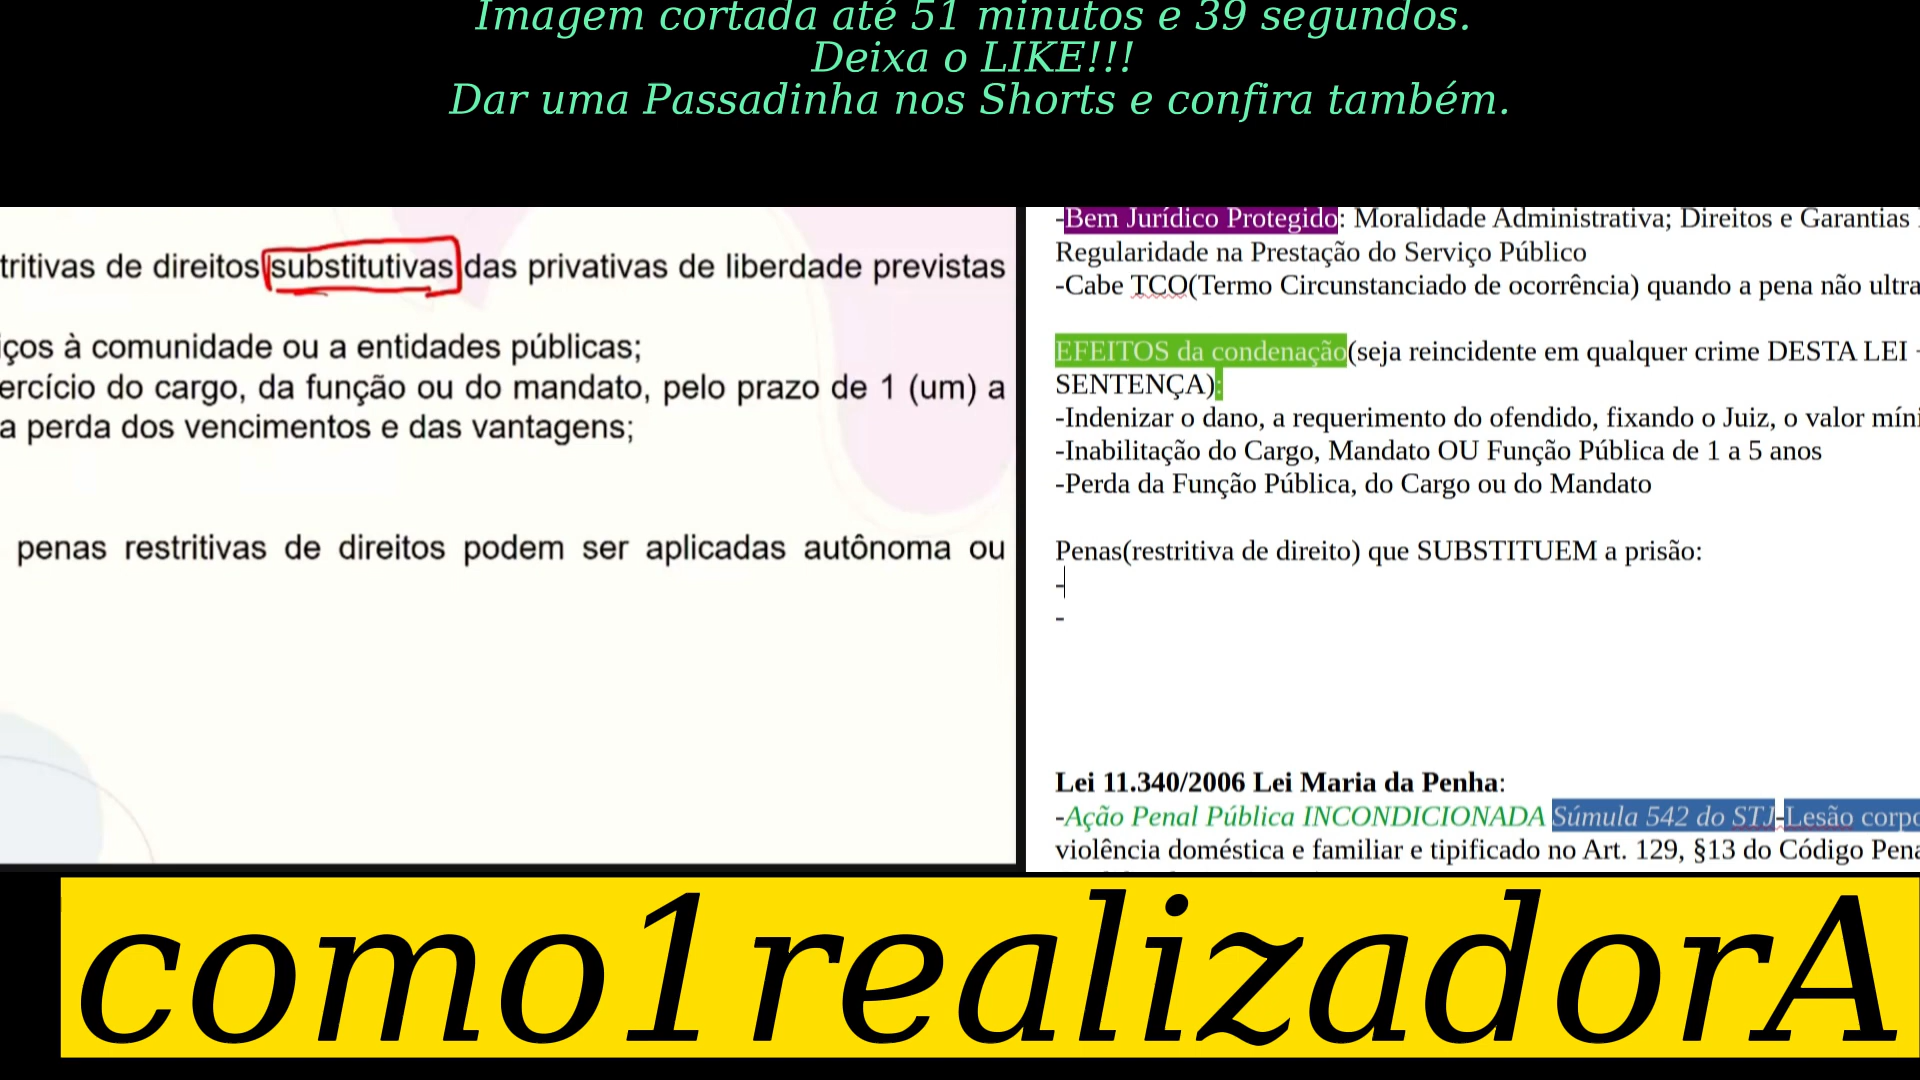 Imagem cortada até 51 minutos e 39 segundos.
Deixa o LIKE!!!
Dar uma Passadinha nos Shorts e confira também.
tritivas de direitos substitutivas das privativas de liberdade previstas
iços à comunidade ou a entidades públicas;
ercício do cargo, da função ou do mandato, pelo prazo de 1 (um) a
a perda dos vencimentos e das vantagens;
penas restritivas de direitos podem ser aplicadas autônoma ou
-Bem Jurídico Protegido: Moralidade Administrativa; Direitos e Garantias
Regularidade na Prestação do Serviço Público
-Cabe TCO(Termo Circunstanciado de ocorrência) quando a pena não ultra
EFEITOS da condenação(seja reincidente em qualquer crime DESTA LEI -
SENTENÇA):
-Indenizar o dano, a requerimento do ofendido, fixando o Juiz, o valor míni
-Inabilitação do Cargo, Mandato OU Função Pública de 1 a 5 anos
-Perda da Função Pública, do Cargo ou do Mandato
Penas(restritiva de direito) que SUBSTITUEM a prisão:
-
-
Lei 11.340/2006 Lei Maria da Penha:
-Ação Penal Pública INCONDICIONADA Súmula 542 do STJ-Lesão corpo
violência doméstica e familiar e tipificado no Art. 129, §13 do Código Pena
como1realizadorA